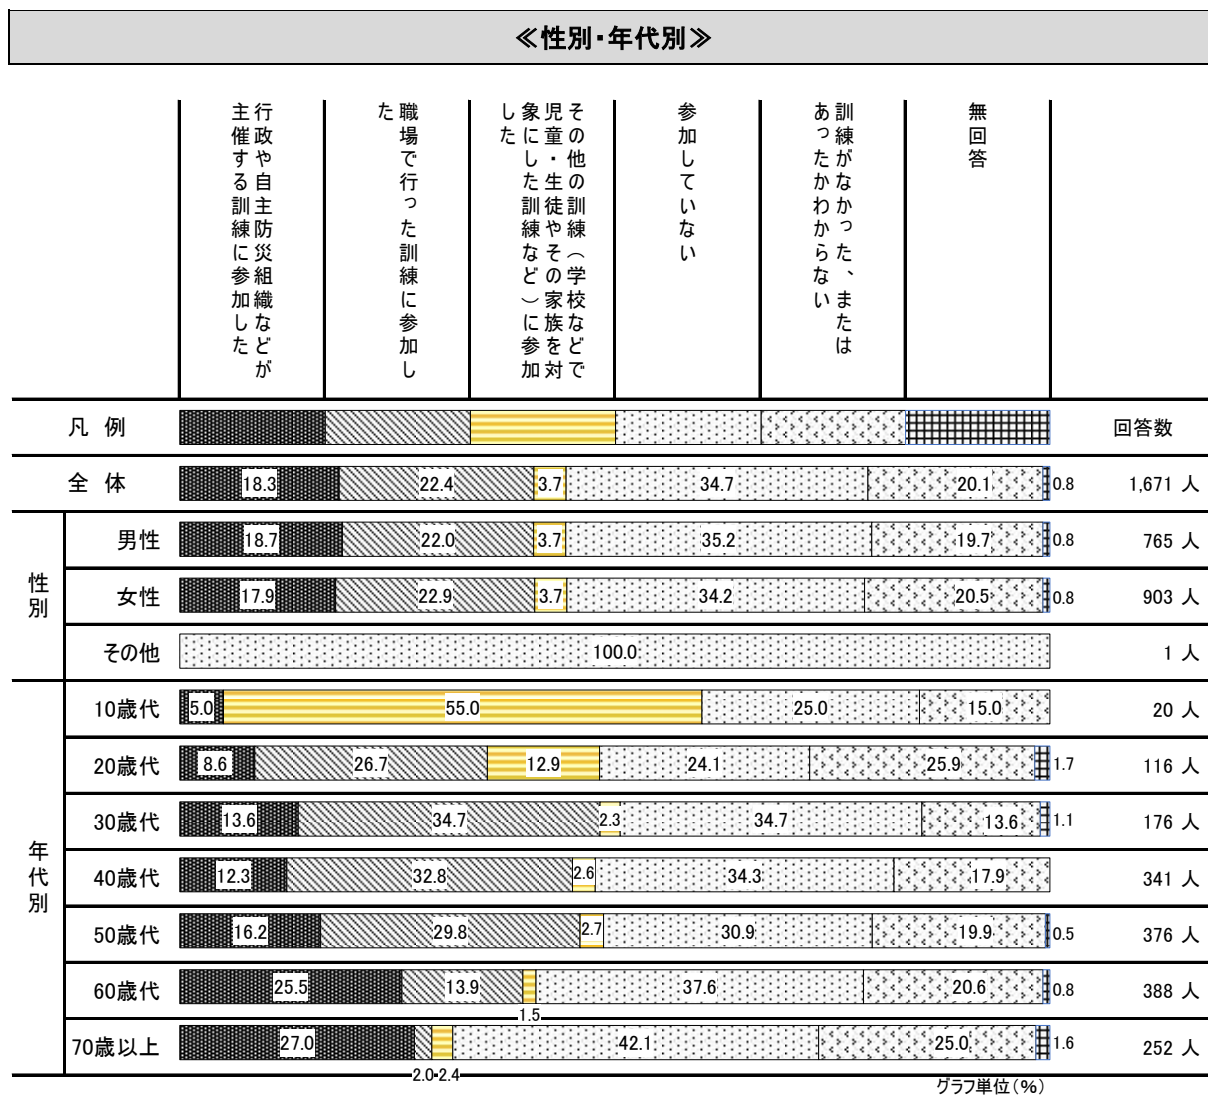 ≪性別・年代別≫
行政や自主防災組織などが
主催する訓練に参加した
職場で行った訓練に参加し
た
その他の訓練（学校などで
児童・生徒やその家族を対
象にした訓練など）に参加
した
参加していない
訓練がなかった、または
あったかわからない
無回答
凡 例 回答数
全 体 18.3 22.4 3.7 34.7 20.1 0.8 1,671 人
性別
男性 18.7 22.0 3.7 35.2 19.7 0.8 765 人
女性 17.9 22.9 3.7 34.2 20.5 0.8 903 人
その他 100.0 1 人
年代別
10歳代 5.0 55.0 25.0 15.0 20 人
20歳代 8.6 26.7 12.9 24.1 25.9 1.7 116 人
30歳代 13.6 34.7 2.3 34.7 13.6 1.1 176 人
40歳代 12.3 32.8 2.6 34.3 17.9 341 人
50歳代 16.2 29.8 2.7 30.9 19.9 0.5 376 人
60歳代 25.5 13.9 1.5 37.6 20.6 0.8 388 人
70歳以上 27.0 2.0 2.4 42.1 25.0 1.6 252 人
グラフ単位（％）